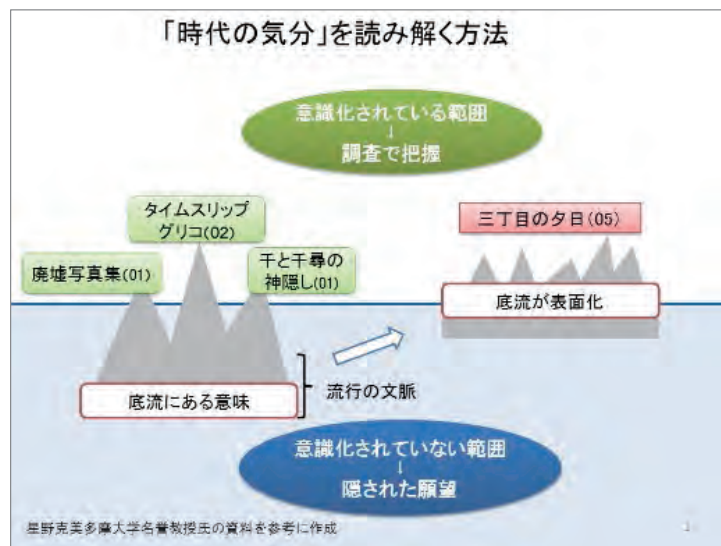 「時代の気分」を読み解く方法
意識化されている範囲
↓
調査で把握
タイムスリップ
グリコ(02)
廃墟写真集(01)
千と千尋の
神隠し(01)
三丁目の夕日(05)
底流が表面化
底流にある意味
流行の文脈
意識化されていない範囲
↓
隠された願望
星野克美多摩大学名誉教授氏の資料を参考に作成